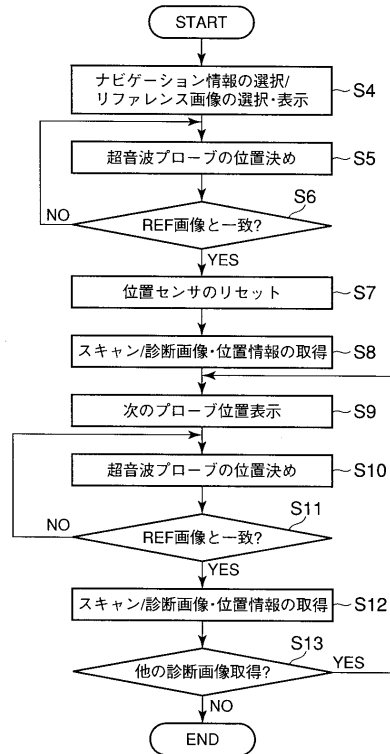 START
ナビゲーション情報の選択/
リファレンス画像の選択・表示
S4
超音波プローブの位置決め
S5
S6
REF画像と一致?
NO
YES
位置センサのリセット
S7
スキャン/診断画像・位置情報の取得
S8
次のプローブ位置表示
S9
超音波プローブの位置決め
S10
S11
REF画像と一致?
NO
YES
スキャン/診断画像・位置情報の取得
S12
S13
他の診断画像取得?
YES
NO
END